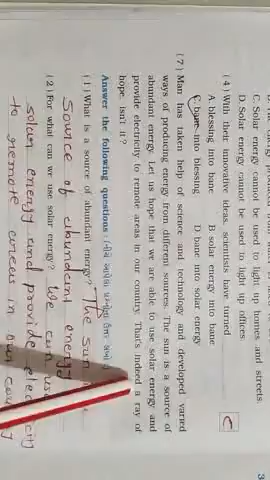 C. Solar energy cannot be used to light up homes and streets.
D. Solar energy cannot be used to light up offices.
(4) With their innovative ideas, scientists have turned
C
A. blessing into bane B. solar energy into bane
C. bane into blessing D. bane into solar energy
(7) Man has taken help of science and technology and developed varied
ways of producing energy from different sources. The sun is a source of
abundant energy. Let us hope that we are able to use solar energy and
provide electricity to remote areas in our country. That's indeed a ray of
hope, isn't it?
Answer the following questions :
(1) What is a source of abundant energy? The sun
Source of abundant energy
(2) For what can we use solar energy? We can use
solar energy and provide electricity
to remote areas in our